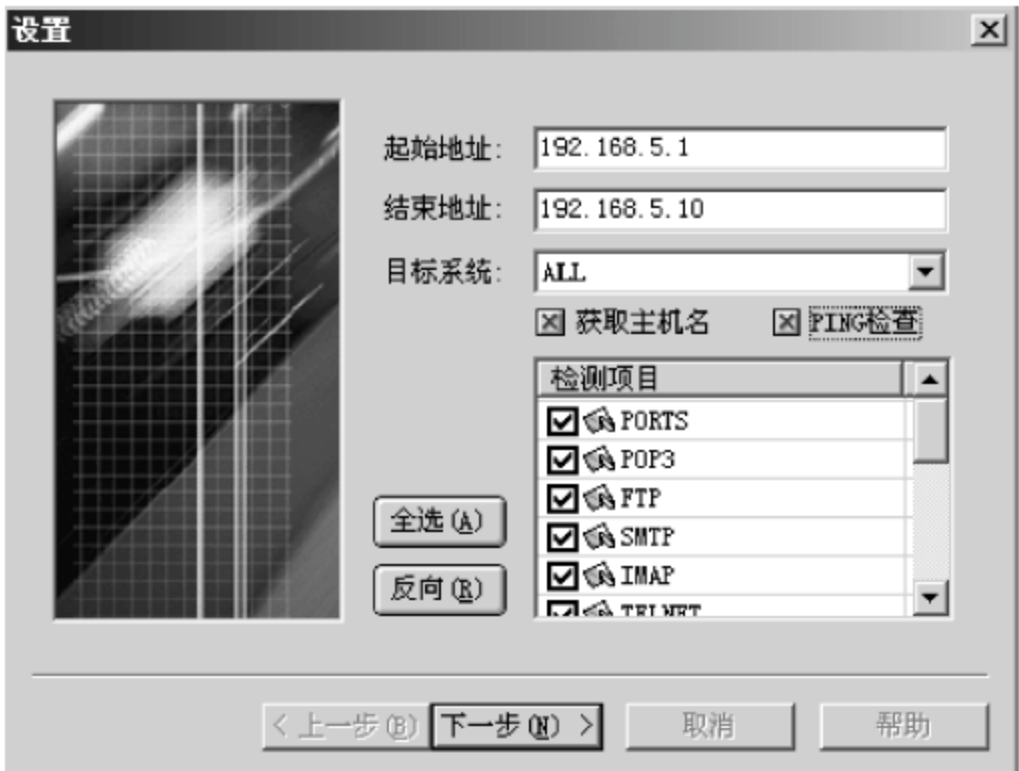 设置
起始地址: 192.168.5.1
结束地址: 192.168.5.10
目标系统: ALL
获取主机名 PING检查
检测项目
PORTS
POP3
FTP
SMTP
IMAP
TELNET
全选(A)
反向(R)
< 上一步(B) 下一步(N) > 取消 帮助